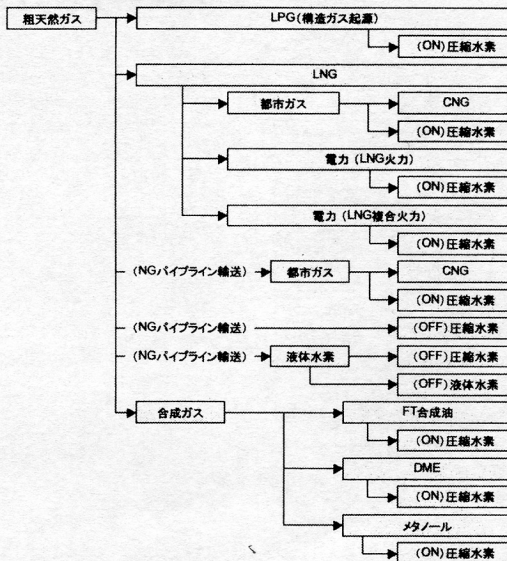 粗天然ガス
LPG(構造ガス起源)
(ON)圧縮水素
LNG
都市ガス
CNG
(ON)圧縮水素
電力 (LNG火力)
(ON)圧縮水素
電力 (LNG複合火力)
(ON)圧縮水素
(NGパイプライン輸送)
都市ガス
CNG
(ON)圧縮水素
(NGパイプライン輸送)
(OFF)圧縮水素
(NGパイプライン輸送)
液体水素
(OFF)圧縮水素
(OFF)液体水素
合成ガス
FT合成油
(ON)圧縮水素
DME
(ON)圧縮水素
メタノール
(ON)圧縮水素